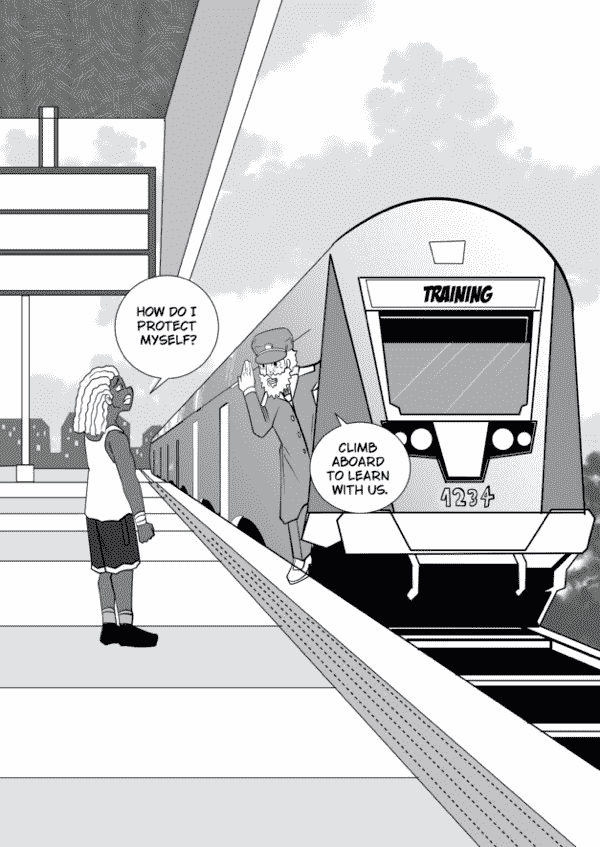 TRAINING
HOW DO I
PROTECT
MYSELF?
CLIMB
ABOARD
TO LEARN
WITH US.
1234